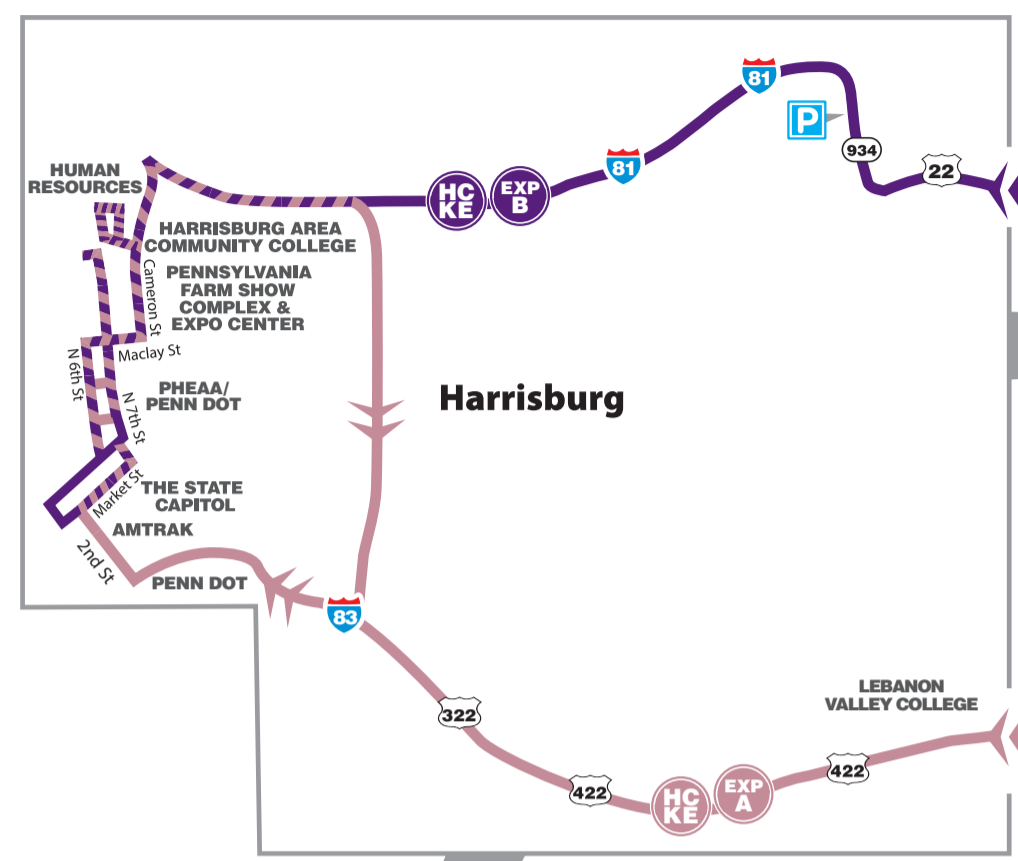 81
P
81
934
22
HUMAN
RESOURCES
HC
KE
EXP
B
HARRISBURG AREA
COMMUNITY COLLEGE
Cameron St
PENNSYLVANIA
FARM SHOW
COMPLEX &
EXPO CENTER
Maclay St
N 6th St
PHEAA/
PENN DOT
N 7th St
Harrisburg
Market St
THE STATE
CAPITOL
AMTRAK
2nd St
PENN DOT
83
LEBANON
VALLEY COLLEGE
322
422
422
HC
KE
EXP
A